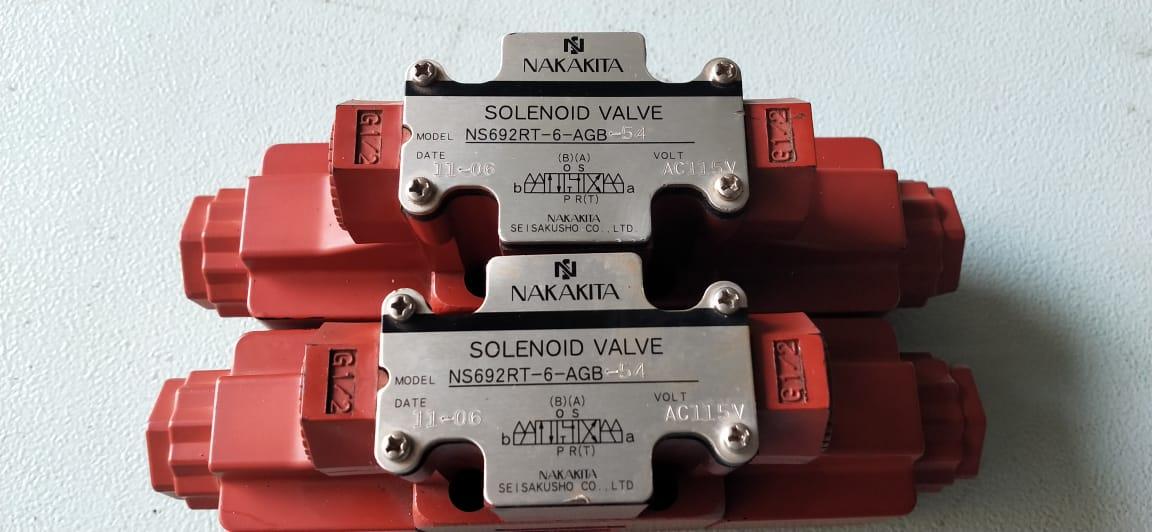 NAKAKITA
SOLENOID VALVE
G1/2
G1/2
MODEL NS692RT-6-AGB-54
DATE (B)(A) VOLT
11-06 O S AC115V
b a
P R(T)
NAKAKITA
SEISAKUSHO CO.,LTD.
NAKAKITA
SOLENOID VALVE
G1/2
G1/2
MODEL NS692RT-6-AGB-54
DATE (B)(A) VOLT
11-06 O S AC115V
b a
P R(T)
NAKAKITA
SEISAKUSHO CO.,LTD